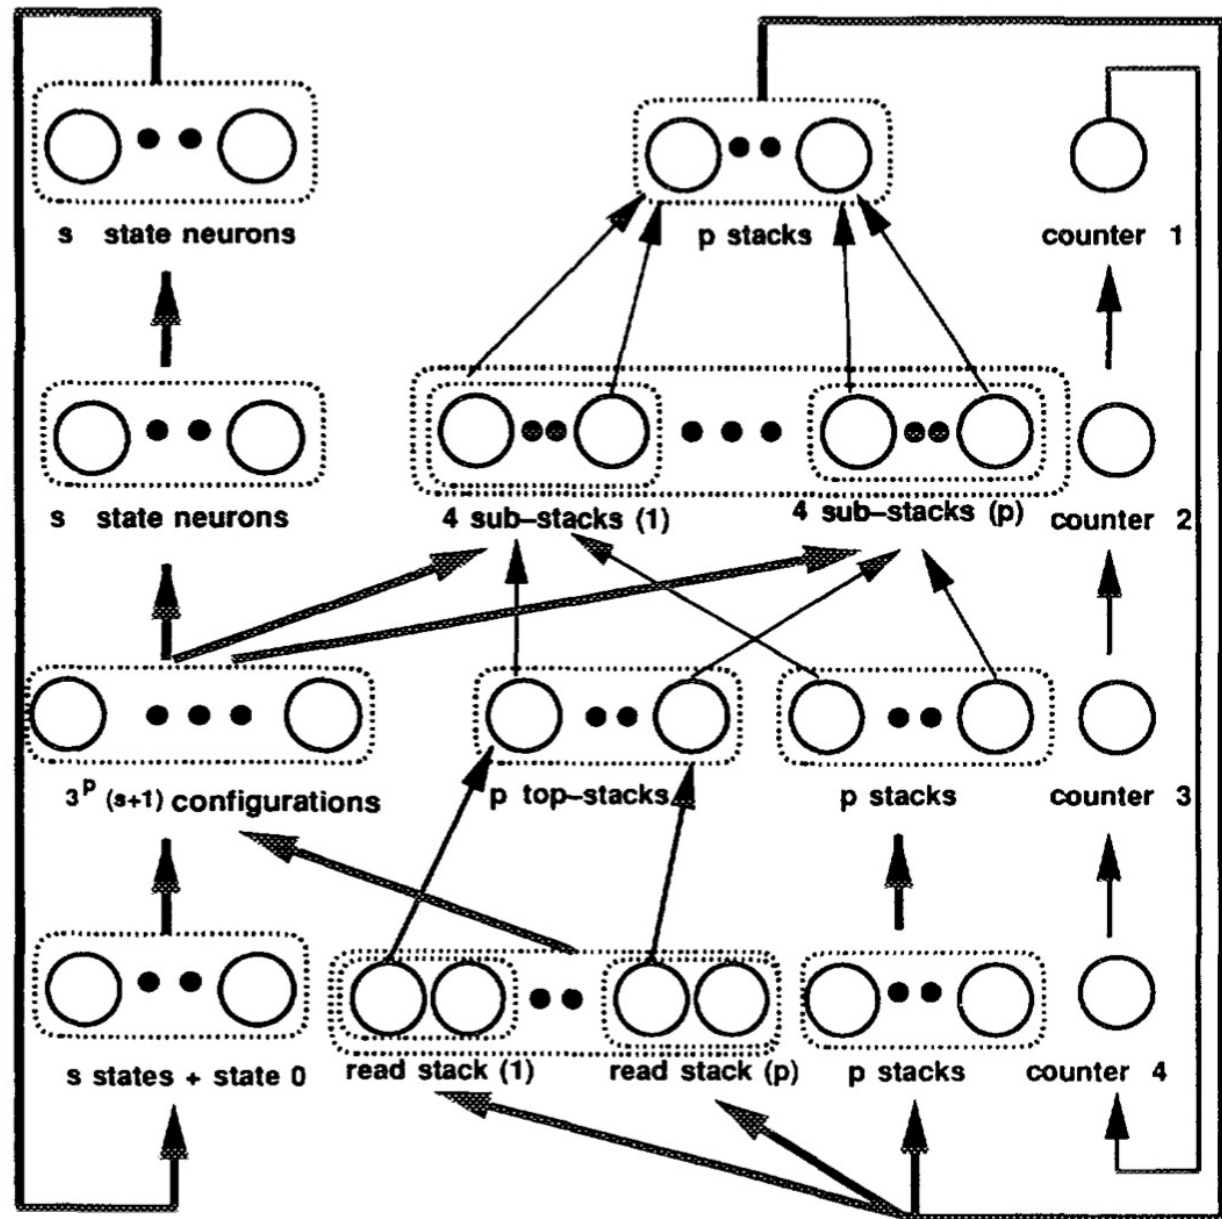 s state neurons
p stacks
counter 1
s state neurons
4 sub-stacks (1)
4 sub-stacks (p)
counter 2
3^p (s+1) configurations
p top-stacks
p stacks
counter 3
s states + state 0
read stack (1)
read stack (p)
p stacks
counter 4